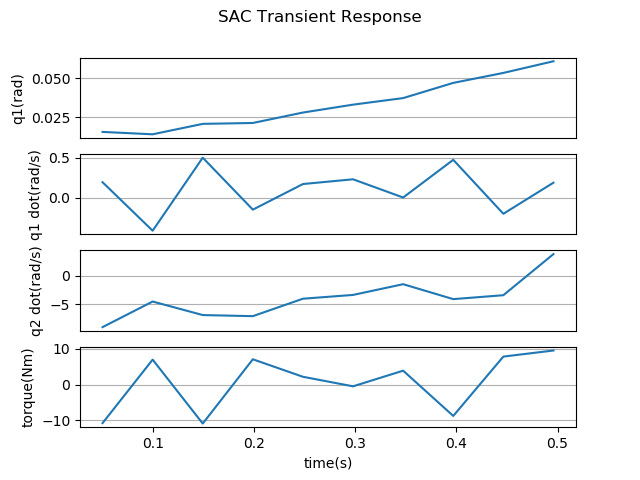 SAC Transient Response
q1(rad)
0.050
0.025
q1 dot(rad/s)
0.5
0.0
q2 dot(rad/s)
0
−5
torque(Nm)
10
0
−10
0.1 0.2 0.3 0.4 0.5
time(s)